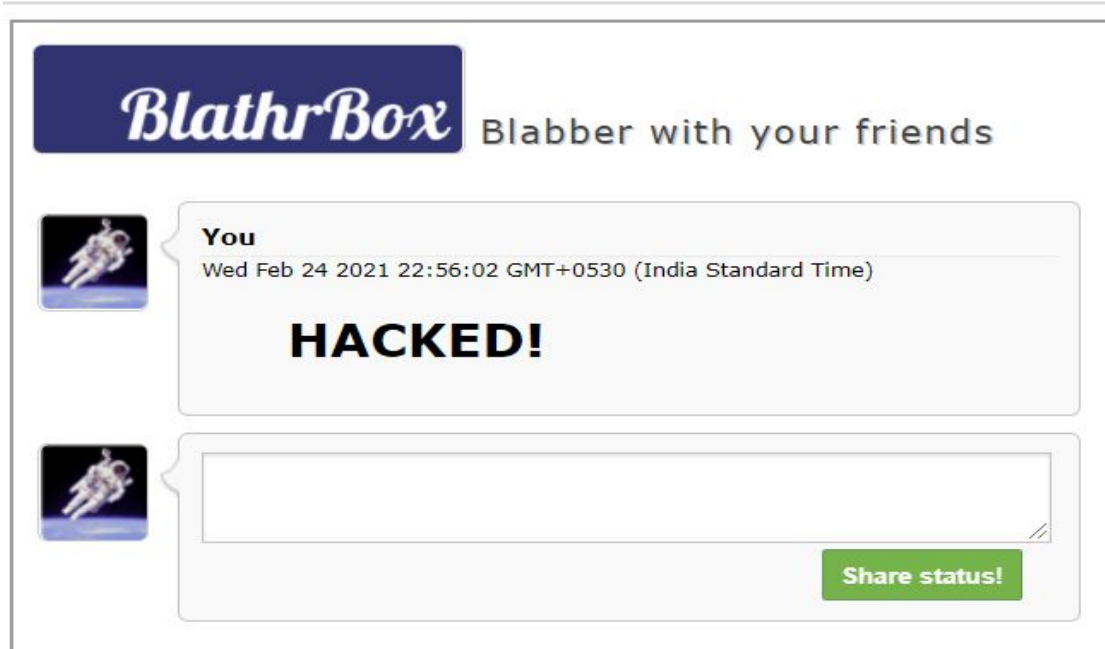 BlathrBox
Blabber with your friends
You
Wed Feb 24 2021 22:56:02 GMT+0530 (India Standard Time)
HACKED!
Share status!